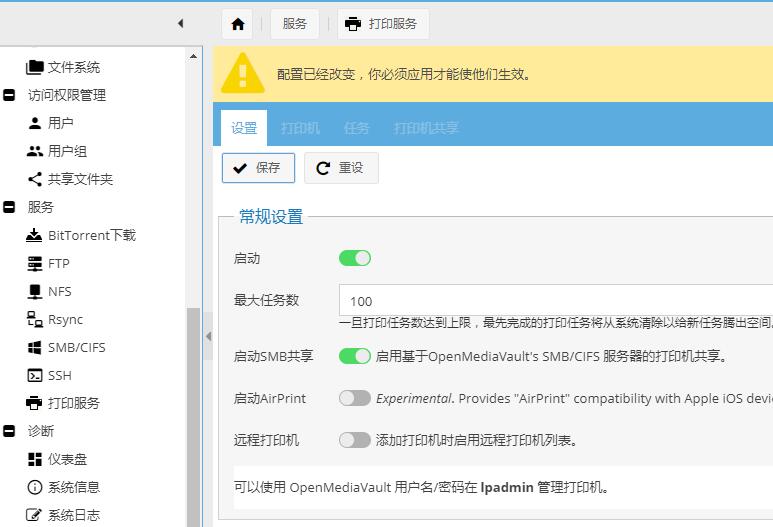 服务
打印服务
文件系统
访问权限管理
用户
用户组
共享文件夹
服务
BitTorrent下载
FTP
NFS
Rsync
SMB/CIFS
SSH
打印服务
诊断
仪表盘
系统信息
系统日志
配置已经改变，你必须应用才能使他们生效。
设置
打印机
任务
打印机共享
保存
重设
常规设置
启动
最大任务数
100
一旦打印任务数达到上限，最先完成的打印任务将从系统清除以给新任务腾出空间。
启动SMB共享
启用基于OpenMediaVault's SMB/CIFS 服务器的打印机共享。
启动AirPrint
Experimental. Provides "AirPrint" compatibility with Apple iOS devi
远程打印机
添加打印机时启用远程打印机列表。
可以使用 OpenMediaVault 用户名/密码在 lpadmin 管理打印机。